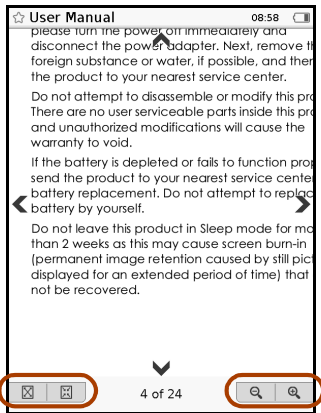 User Manual 08:58
please turn the power off immediately and
disconnect the power adapter. Next, remove th
foreign substance or water, if possible, and then
the product to your nearest service center.
Do not attempt to disassemble or modify this pro
There are no user serviceable parts inside this pro
and unauthorized modifications will cause the
warranty to void.
If the battery is depleted or fails to function prop
send the product to your nearest service center
battery replacement. Do not attempt to replac
battery by yourself.
Do not leave this product in Sleep mode for mo
than 2 weeks as this may cause screen burn-in
(permanent image retention caused by still pict
displayed for an extended period of time) that
not be recovered.
4 of 24